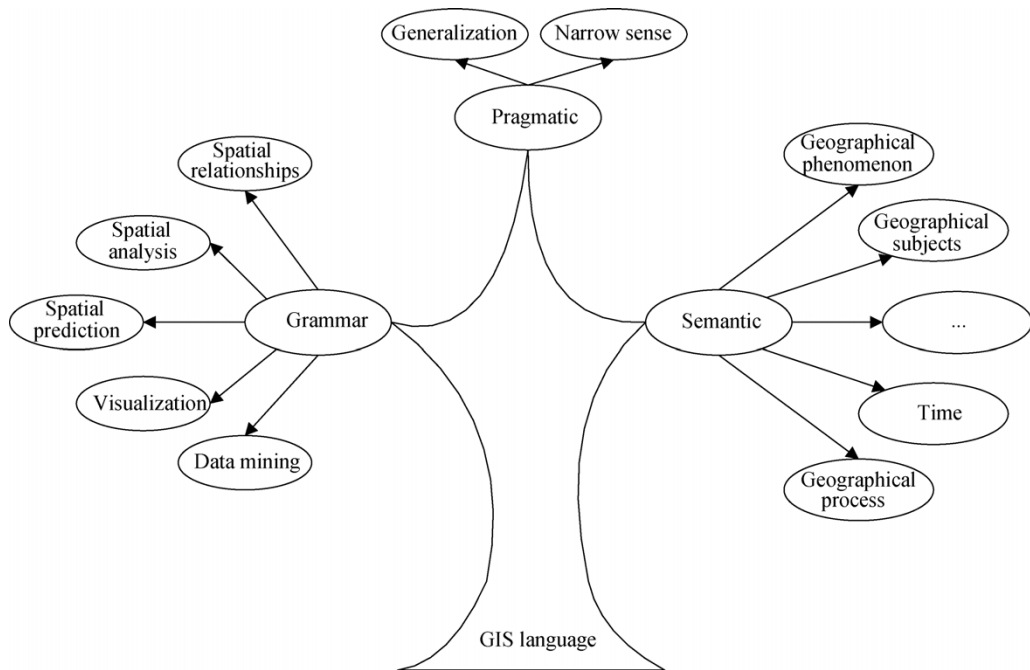 Generalization
Narrow sense
Pragmatic
Spatial
relationships
Spatial
analysis
Spatial
prediction
Visualization
Data mining
Grammar
Geographical
phenomenon
Geographical
subjects
...
Time
Geographical
process
Semantic
GIS language